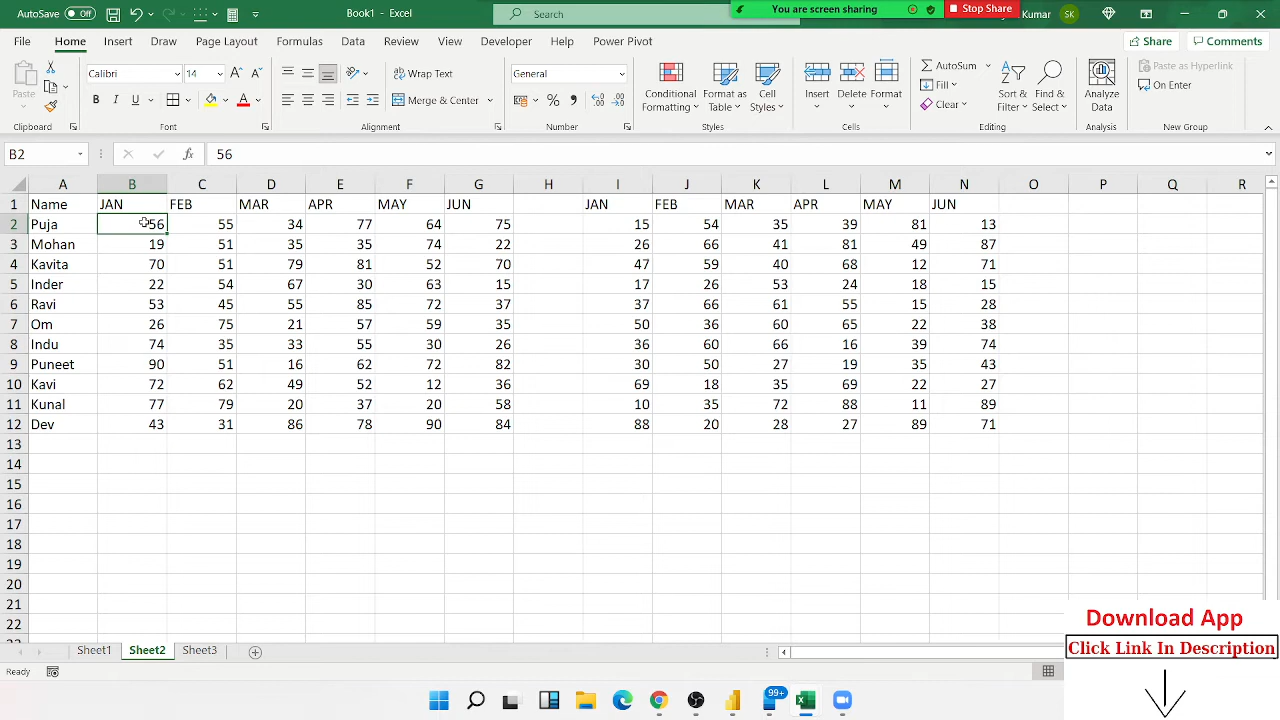 AutoSave Off Book1 - Excel Search You are screen sharing Stop Share Kumar SK
File Home Insert Draw Page Layout Formulas Data Review View Developer Help Power Pivot Share Comments
Paste Calibri 14 Wrap Text General Conditional Formatting Format as Table Cell Styles Insert Delete Format AutoSum Sort & Filter Find & Select Analyze Data Paste as Hyperlink
B I U Merge & Center Fill On Enter
Clear
Clipboard Font Alignment Number Styles Cells Editing Analysis New Group
B2 fx 56
A B C D E F G H I J K L M N O P Q R
1 Name JAN FEB MAR APR MAY JUN JAN FEB MAR APR MAY JUN
2 Puja 56 55 34 77 64 75 15 54 35 39 81 13
3 Mohan 19 51 35 35 74 22 26 66 41 81 49 87
4 Kavita 70 51 79 81 52 70 47 59 40 68 12 71
5 Inder 22 54 67 30 63 15 17 26 53 24 18 15
6 Ravi 53 45 55 85 72 37 37 66 61 55 15 28
7 Om 26 75 21 57 59 35 50 36 60 65 22 38
8 Indu 74 35 33 55 30 26 36 60 66 16 39 74
9 Puneet 90 51 16 62 72 82 30 50 27 19 35 43
10 Kavi 72 62 49 52 12 36 69 18 35 69 22 27
11 Kunal 77 79 20 37 20 58 10 35 72 88 11 89
12 Dev 43 31 86 78 90 84 88 20 28 27 89 71
13
14
15
16
17
18
19
20
21
22
Download App
Click Link In Description
Sheet1 Sheet2 Sheet3
Ready
99+